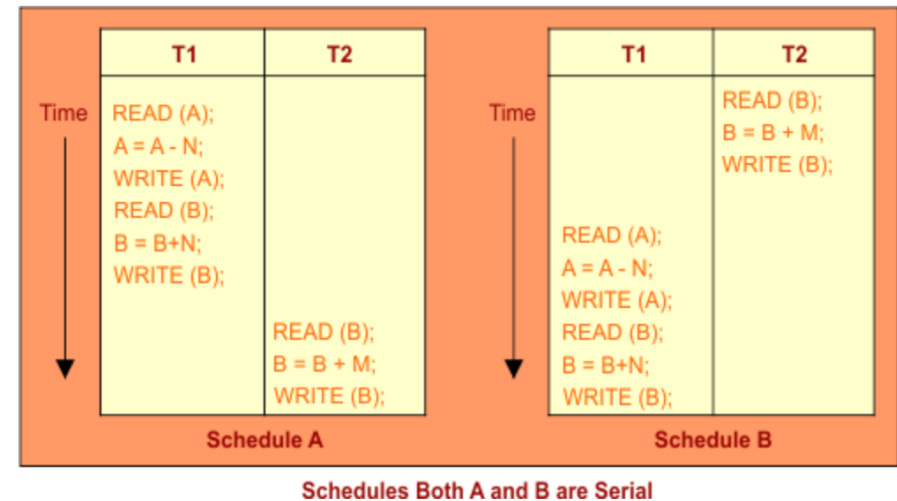 T1 T2
Time
READ (A);
A = A - N;
WRITE (A);
READ (B);
B = B+N;
WRITE (B);
READ (B);
B = B + M;
WRITE (B);
Schedule A
T1 T2
Time
READ (B);
B = B + M;
WRITE (B);
READ (A);
A = A - N;
WRITE (A);
READ (B);
B = B+N;
WRITE (B);
Schedule B
Schedules Both A and B are Serial